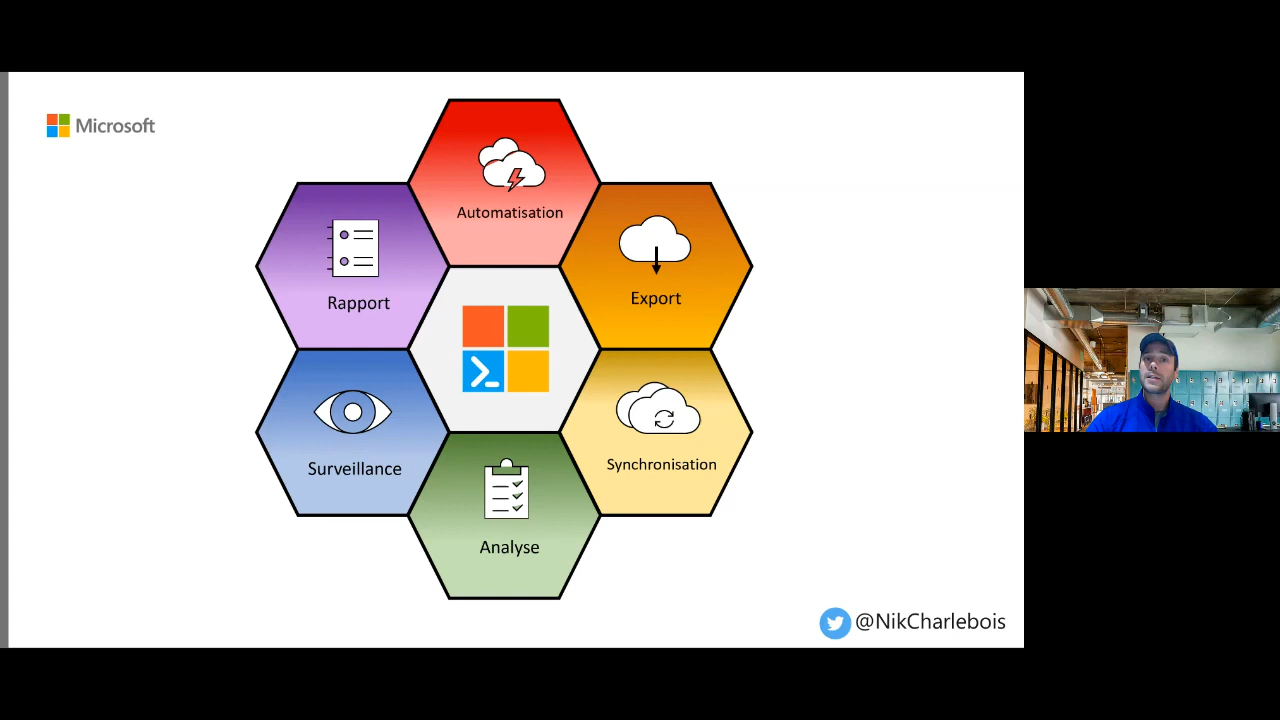 Microsoft
Automatisation
Rapport
Export
Surveillance
Synchronisation
Analyse
@NikCharlebois